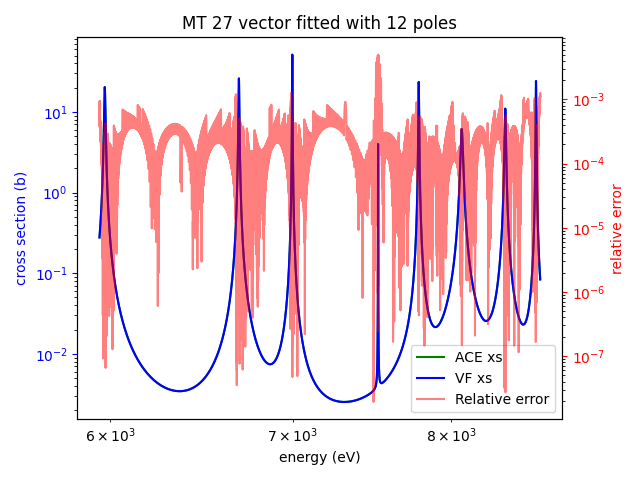 MT 27 vector fitted with 12 poles
cross section (b)
10^1
10^0
10^-1
10^-2
relative error
10^-3
10^-4
10^-5
10^-6
10^-7
ACE xs
VF xs
Relative error
6 × 10^3
7 × 10^3
8 × 10^3
energy (eV)